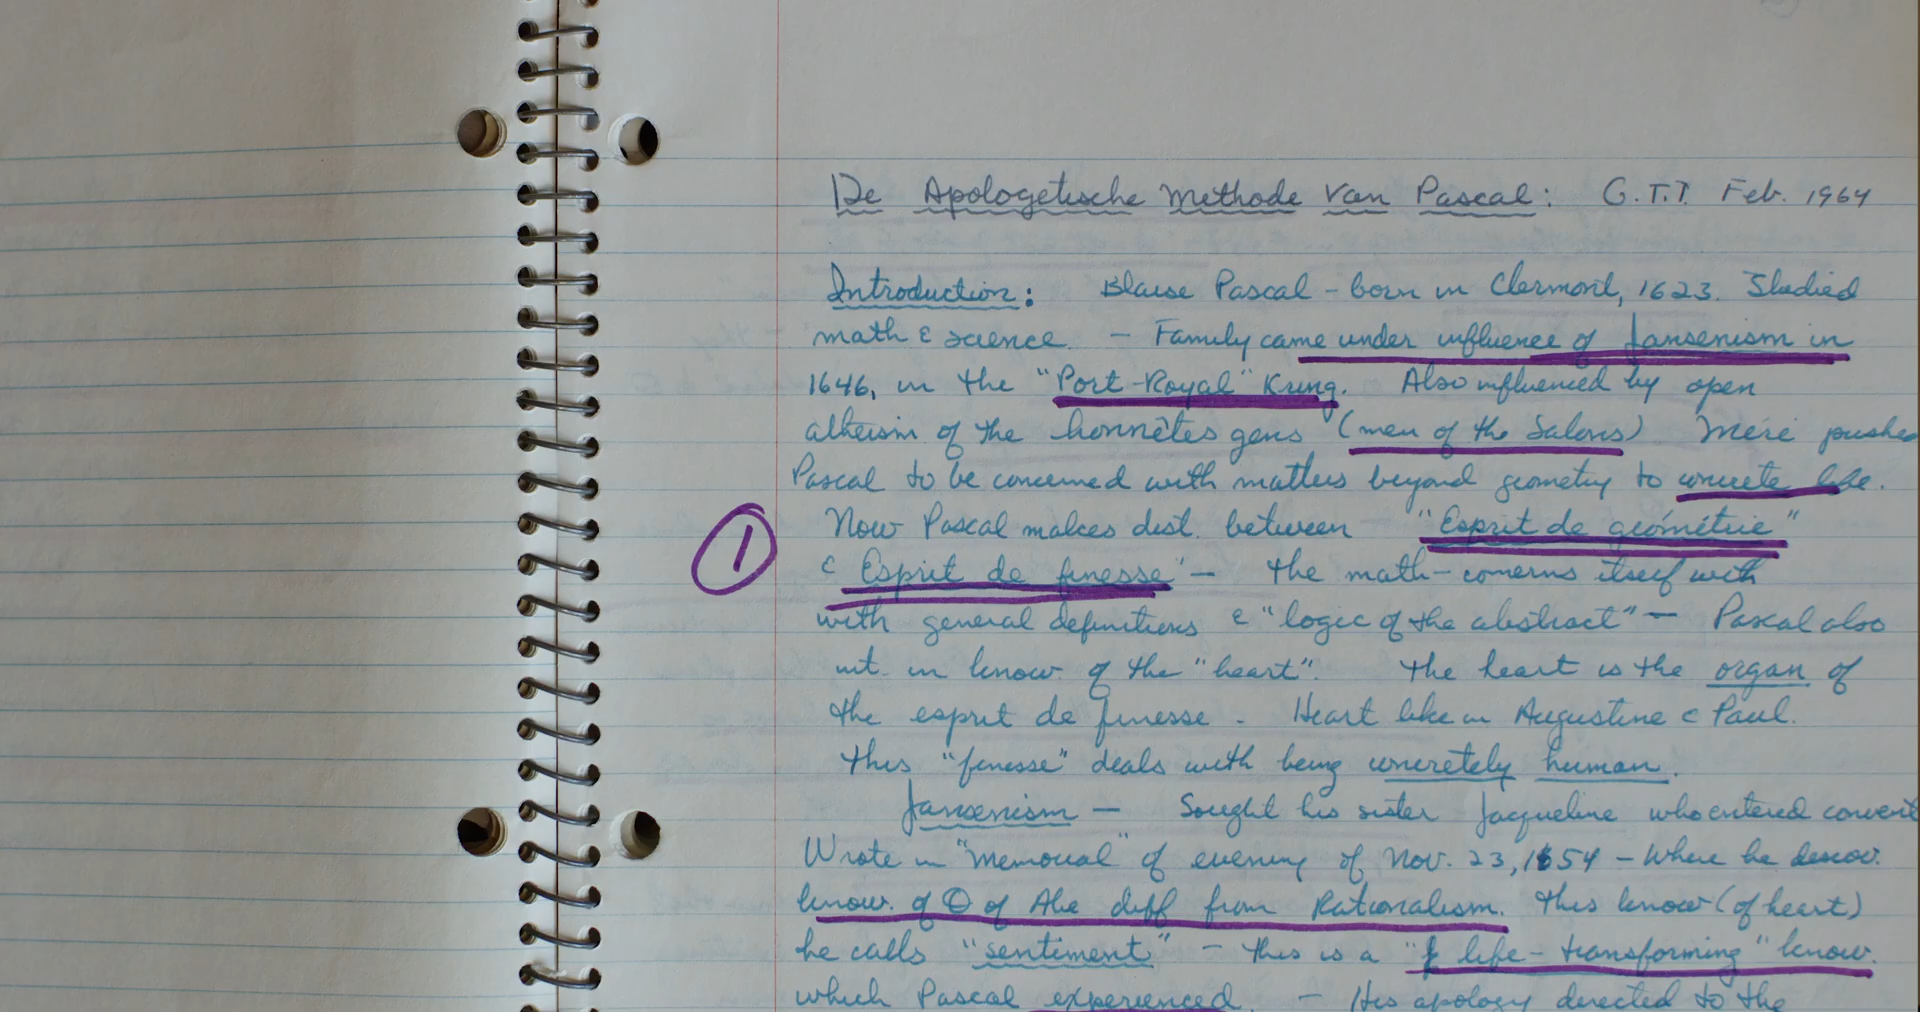 De Apologetische Methode Van Pascal: G.T.T. Feb. 1964
Introduction: Blaise Pascal - born in Clermont, 1623. Studied
math & science - Family came under influence of Jansenism in
1646, in the "Port-Royal" Kring. Also influenced by open
atheism of the honnêtes gens (men of the Salons) Méré pushed
Pascal to be concerned with matters beyond geometry to concrete life.
Now Pascal makes dist. between "Esprit de géométrie"
1
c Esprit de finesse" - the math - concerns itself with
with general definitions & "logic of the abstract" - Pascal also
int. in know. of the "heart". The heart is the organ of
the esprit de finesse. Heart like in Augustine c Paul.
This "finesse" deals with being concretely human.
Jansenism - Sought his sister Jacqueline who entered convent
Wrote in "Memorial" of evening of Nov. 23, 1654 - Where he discov.
know. of of Abe diff from Rationalism. This know (of heart)
he calls "sentiment" - this is a "life-transforming" know.
which Pascal experienced. - His apology directed to the